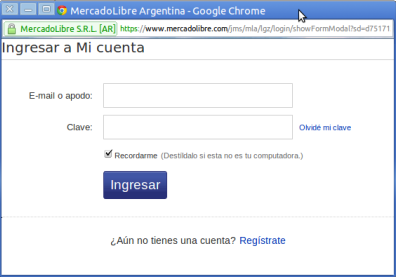 MercadoLibre Argentina - Google Chrome
MercadoLibre S.R.L. [AR] https://www.mercadolibre.com/jms/mla/lgz/login/showFormModal?sd=d75171
Ingresar a Mi cuenta
E-mail o apodo:
Clave: Olvidé mi clave
Recordarme (Destildalo si esta no es tu computadora.)
Ingresar
¿Aún no tienes una cuenta? Regístrate